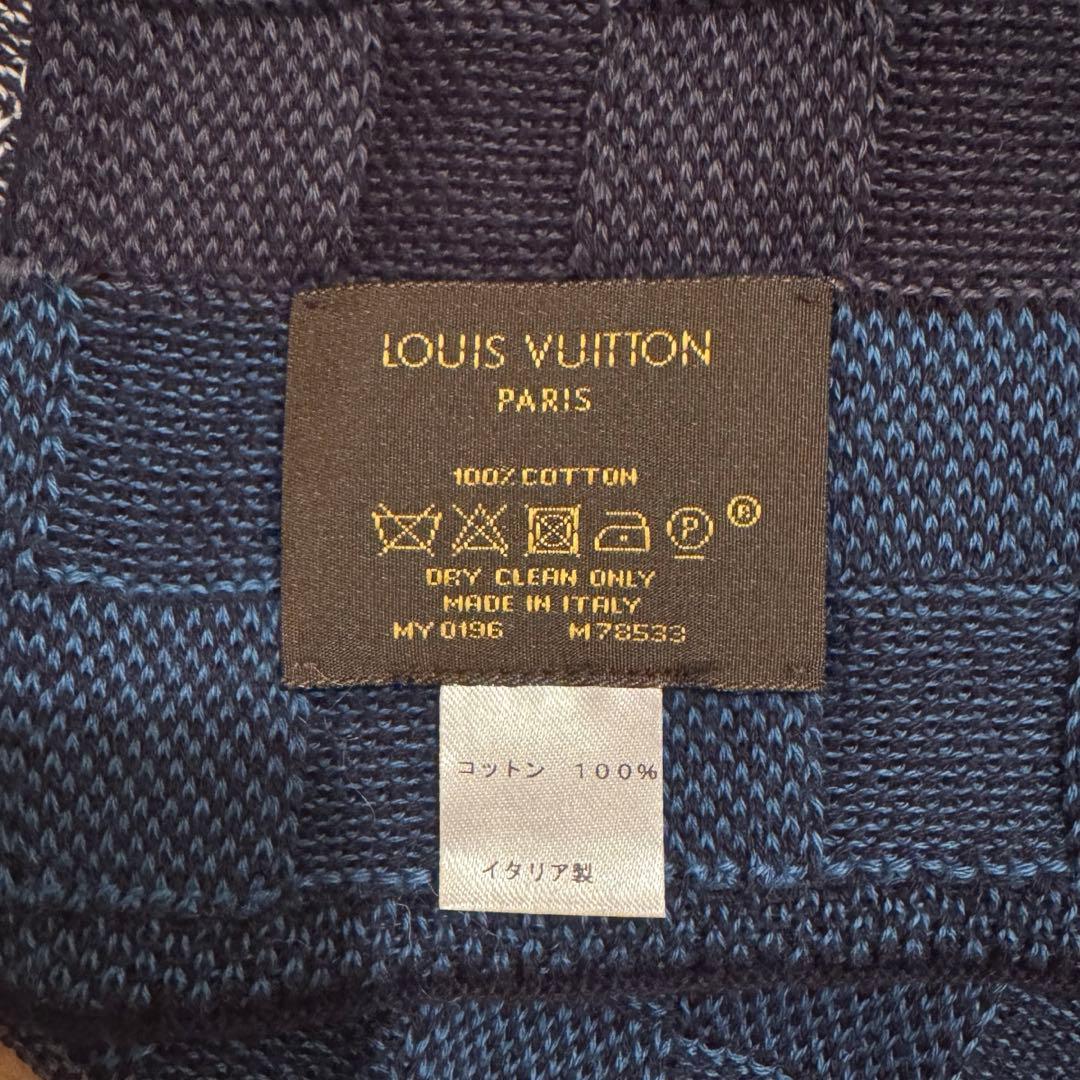 LOUIS VUITTON
PARIS
100% COTTON
P ®
DRY CLEAN ONLY
MADE IN ITALY
MY 0196 M78533
コットン 100%
イタリア製